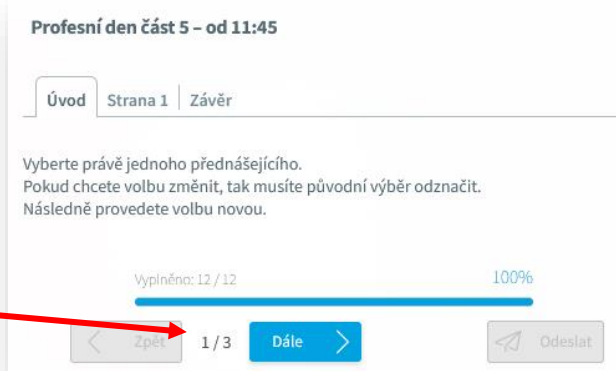 Profesní den část 5 – od 11:45
Úvod Strana 1 Závěr
Vyberte právě jednoho přednášejícího.
Pokud chcete volbu změnit, tak musíte původní výběr odznačit.
Následně provedete volbu novou.
Vyplněno: 12 / 12 100%
Zpět 1 / 3 Dále Odeslat